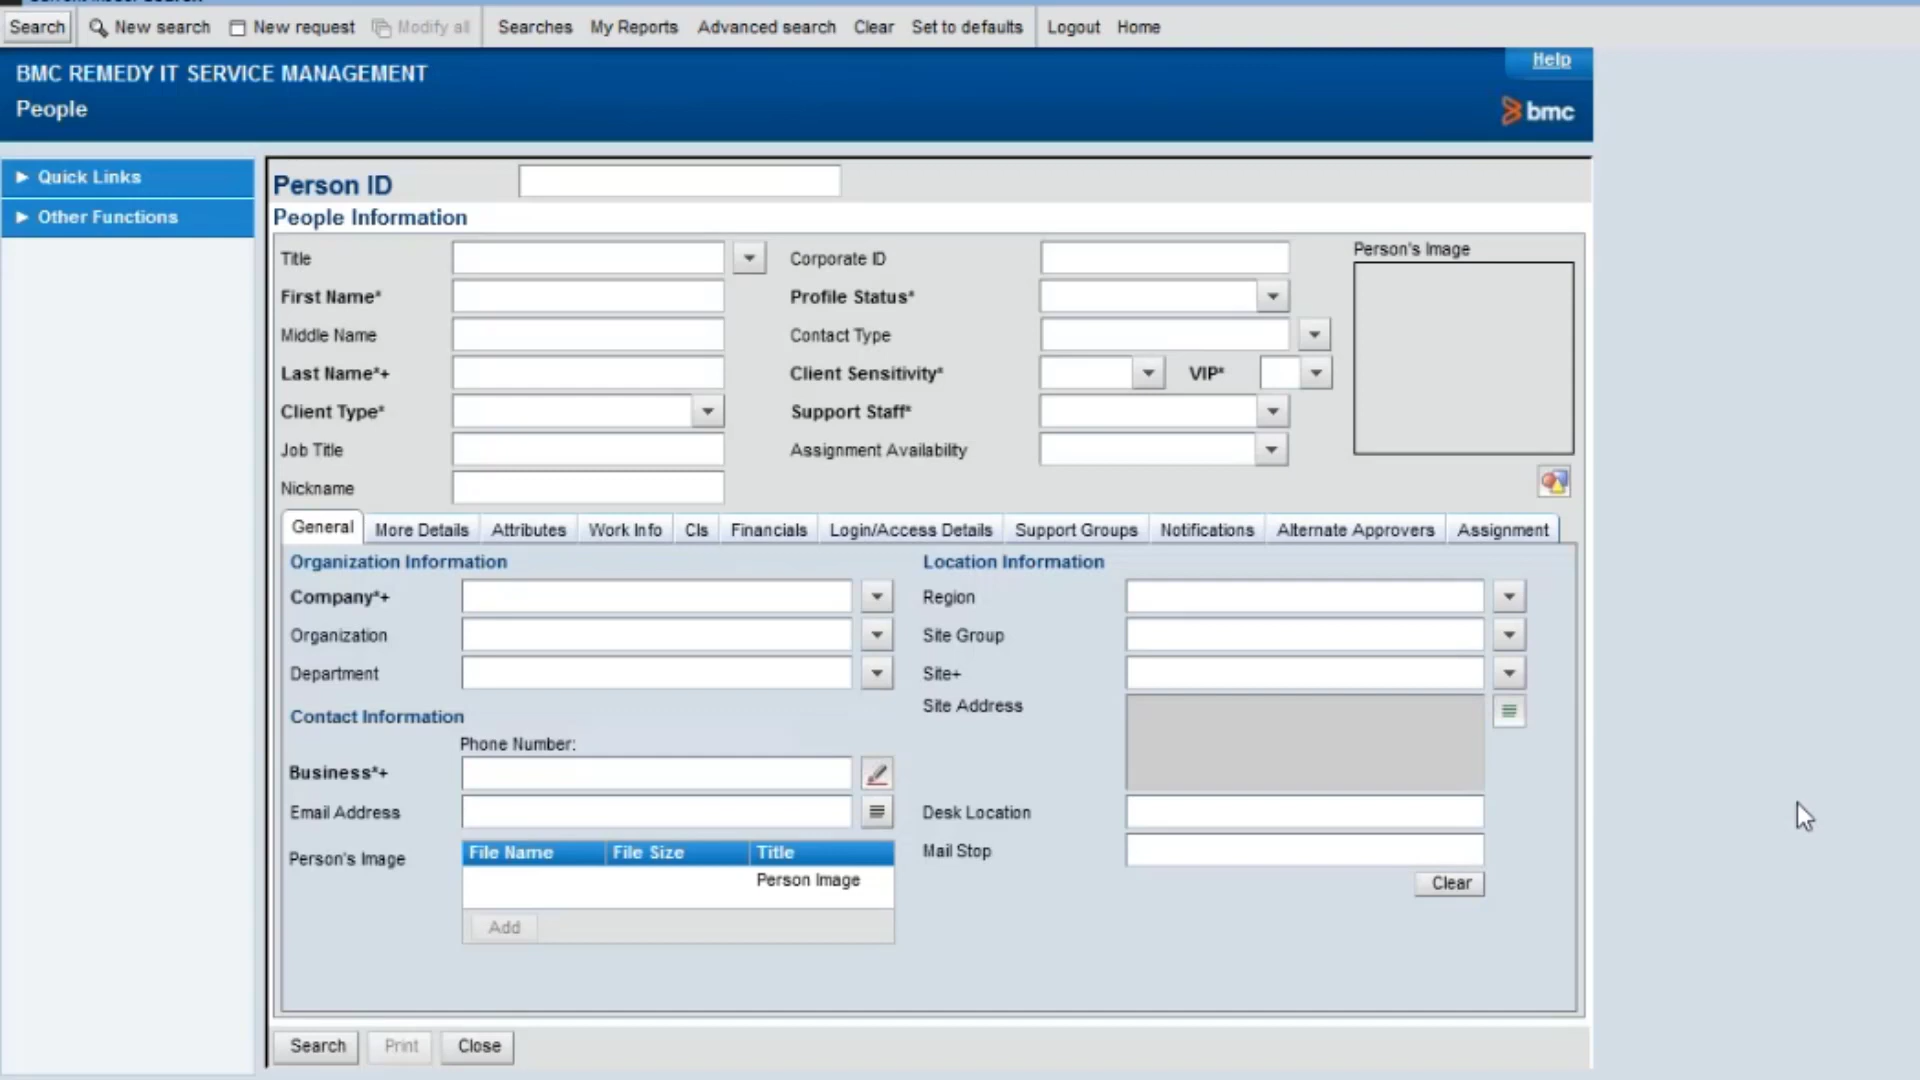 Search New search New request Modify all Searches My Reports Advanced search Clear Set to defaults Logout Home
BMC REMEDY IT SERVICE MANAGEMENT
Help
People
bmc
Quick Links
Other Functions
Person ID
People Information
Title
Corporate ID
Person's Image
First Name*
Profile Status*
Middle Name
Contact Type
Last Name*+
Client Sensitivity*
VIP*
Client Type*
Support Staff*
Job Title
Assignment Availability
Nickname
General More Details Attributes Work Info CIs Financials Login/Access Details Support Groups Notifications Alternate Approvers Assignment
Organization Information
Location Information
Company*+
Region
Organization
Site Group
Department
Site+
Site Address
Contact Information
Phone Number:
Business*+
Email Address
Desk Location
Person's Image
File Name File Size Title
Mail Stop
Person Image
Clear
Add
Search Print Close